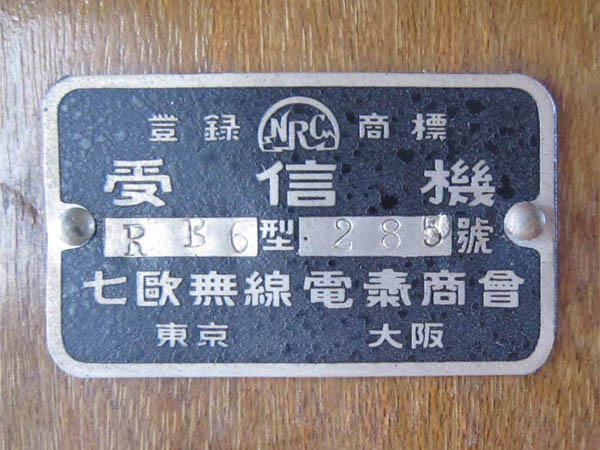 登録 NRC 商標
受信機
RB6型 285號
七欧無線電氣商會
東京 大阪